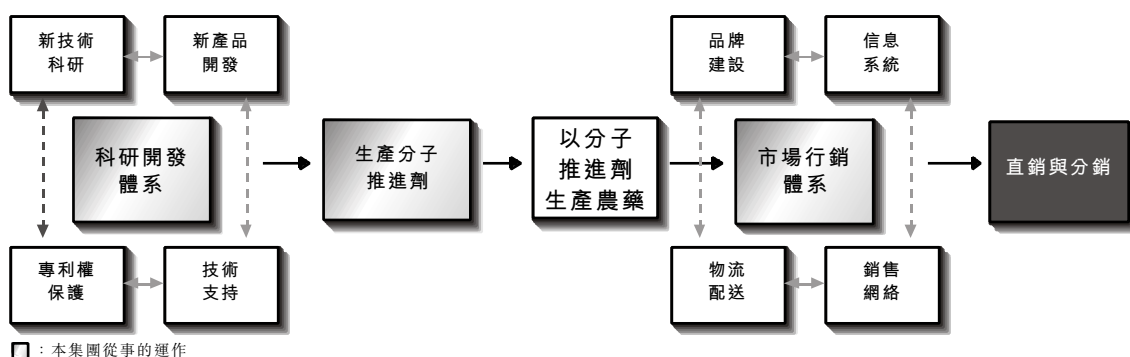 新技術
科研
新產品
開發
科研開發
體系
專利權
保護
技術
支持
生產分子
推進劑
以分子
推進劑
生產農藥
品牌
建設
信息
系統
市場行銷
體系
物流
配送
銷售
網絡
直銷與分銷
：本集團從事的運作